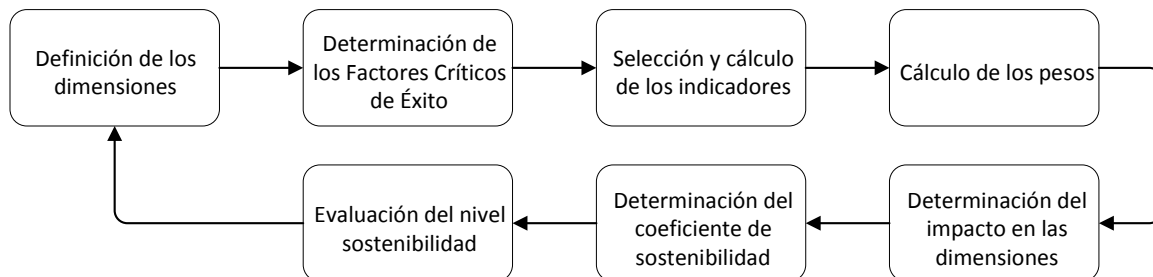 Definición de los
dimensiones
Determinación de
los Factores Críticos
de Éxito
Selección y cálculo
de los indicadores
Cálculo de los pesos
Determinación del
impacto en las
dimensiones
Determinación del
coeficiente de
sostenibilidad
Evaluación del nivel
sostenibilidad